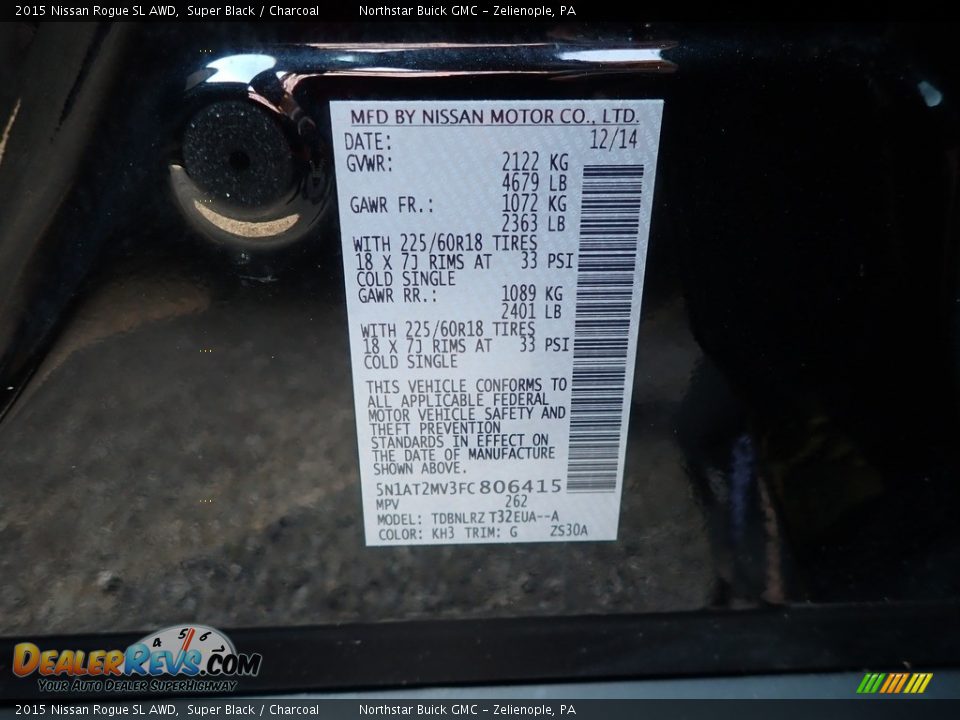 2015 Nissan Rogue SL AWD,  Super Black / Charcoal        Northstar Buick GMC - Zelienople, PA
MFD BY NISSAN MOTOR CO., LTD.
DATE: 12/14
GVWR: 2122 KG
4679 LB
GAWR FR.: 1072 KG
2363 LB
WITH 225/60R18 TIRES
18 X 7J RIMS AT 33 PSI
COLD SINGLE
GAWR RR.: 1089 KG
2401 LB
WITH 225/60R18 TIRES
18 X 7J RIMS AT 33 PSI
COLD SINGLE
THIS VEHICLE CONFORMS TO
ALL APPLICABLE FEDERAL
MOTOR VEHICLE SAFETY AND
THEFT PREVENTION
STANDARDS IN EFFECT ON
THE DATE OF MANUFACTURE
SHOWN ABOVE.
5N1AT2MV3FC806415
MPV 262
MODEL: TDBNLRZ T32EUA--A
COLOR: KH3 TRIM: G ZS30A
4 5 6
DEALERREVS.COM
YOUR AUTO DEALER SUPERHIGHWAY
2015 Nissan Rogue SL AWD,  Super Black / Charcoal        Northstar Buick GMC - Zelienople, PA